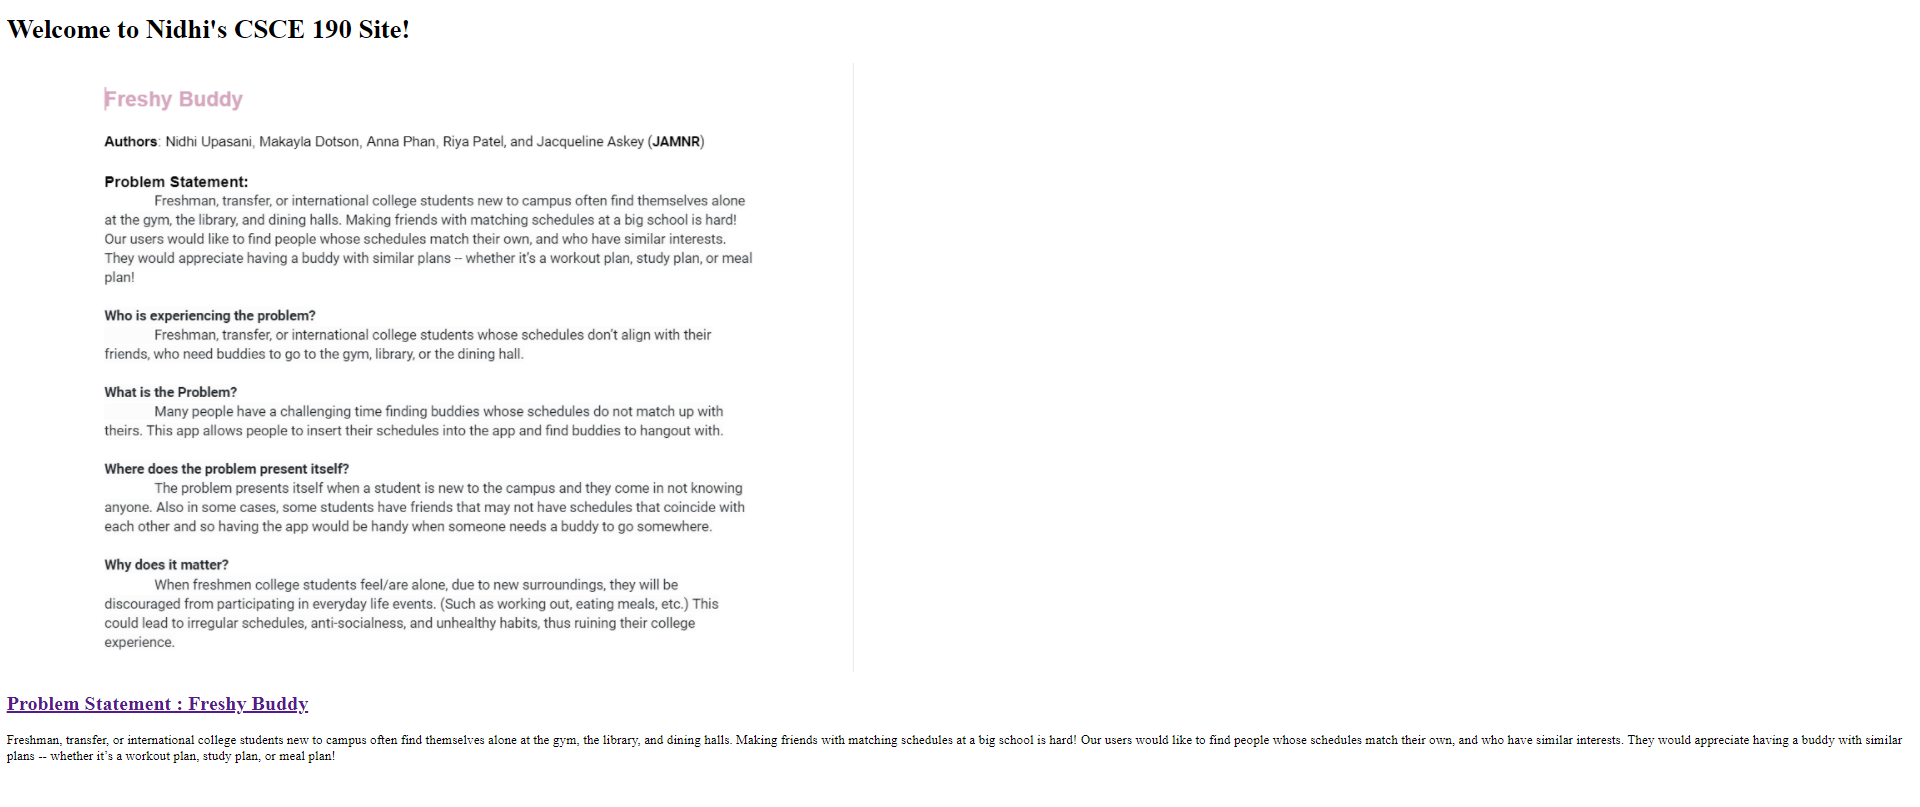 Welcome to Nidhi's CSCE 190 Site!
Freshy Buddy
Authors: Nidhi Upasani, Makayla Dotson, Anna Phan, Riya Patel, and Jacqueline Askey (JAMNR)
Problem Statement:
Freshman, transfer, or international college students new to campus often find themselves alone
at the gym, the library, and dining halls. Making friends with matching schedules at a big school is hard!
Our users would like to find people whose schedules match their own, and who have similar interests.
They would appreciate having a buddy with similar plans -- whether it's a workout plan, study plan, or meal
plan!
Who is experiencing the problem?
Freshman, transfer, or international college students whose schedules don't align with their
friends, who need buddies to go to the gym, library, or the dining hall.
What is the Problem?
Many people have a challenging time finding buddies whose schedules do not match up with
theirs. This app allows people to insert their schedules into the app and find buddies to hangout with.
Where does the problem present itself?
The problem presents itself when a student is new to the campus and they come in not knowing
anyone. Also in some cases, some students have friends that may not have schedules that coincide with
each other and so having the app would be handy when someone needs a buddy to go somewhere.
Why does it matter?
When freshmen college students feel/are alone, due to new surroundings, they will be
discouraged from participating in everyday life events. (Such as working out, eating meals, etc.) This
could lead to irregular schedules, anti-socialness, and unhealthy habits, thus ruining their college
experience.
Problem Statement : Freshy Buddy
Freshman, transfer, or international college students new to campus often find themselves alone at the gym, the library, and dining halls. Making friends with matching schedules at a big school is hard! Our users would like to find people whose schedules match their own, and who have similar interests. They would appreciate having a buddy with similar
plans -- whether it’s a workout plan, study plan, or meal plan!